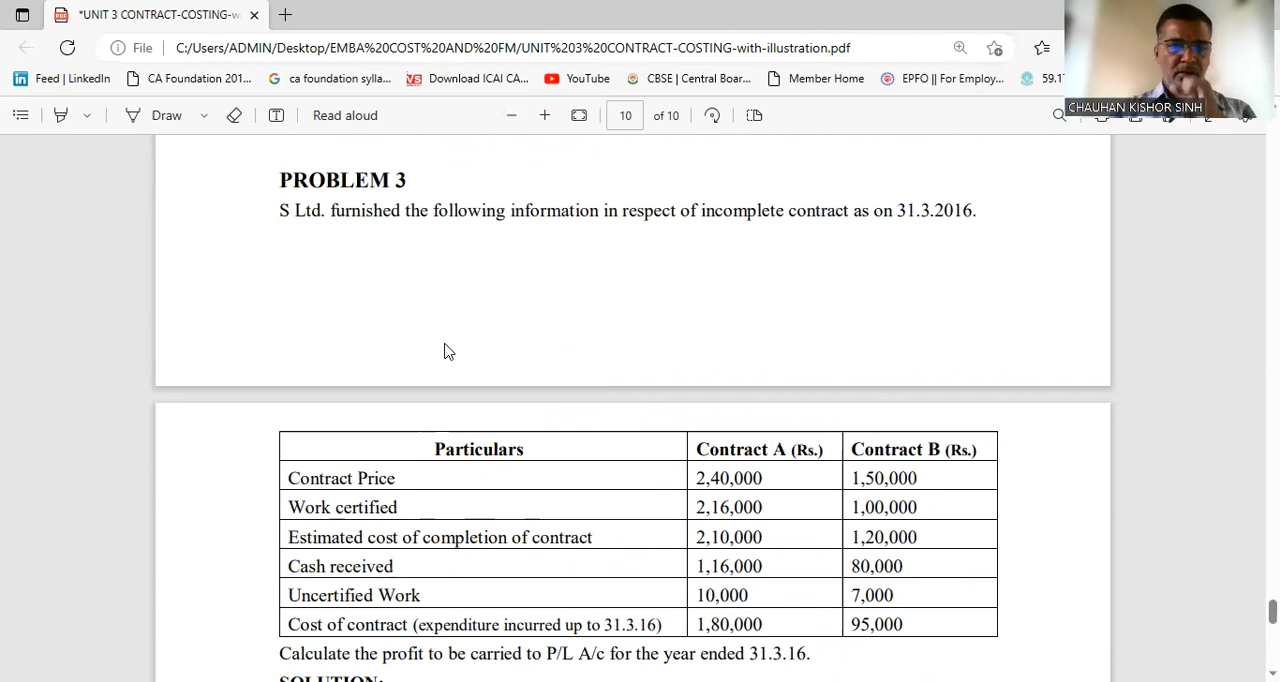 *UNIT 3 CONTRACT-COSTING-w
File C:/Users/ADMIN/Desktop/EMBA%20COST%20AND%20FM/UNIT%203%20CONTRACT-COSTING-with-illustration.pdf
Feed | LinkedIn CA Foundation 201... ca foundation sylla... Download ICAI CA... YouTube CBSE | Central Boar... Member Home EPFO || For Employ... 59.1
Draw Read aloud 10 of 10
CHAUHAN KISHOR SINH
PROBLEM 3
S Ltd. furnished the following information in respect of incomplete contract as on 31.3.2016.
Particulars Contract A (Rs.) Contract B (Rs.)
Contract Price 2,40,000 1,50,000
Work certified 2,16,000 1,00,000
Estimated cost of completion of contract 2,10,000 1,20,000
Cash received 1,16,000 80,000
Uncertified Work 10,000 7,000
Cost of contract (expenditure incurred up to 31.3.16) 1,80,000 95,000
Calculate the profit to be carried to P/L A/c for the year ended 31.3.16.
SOLUTION: